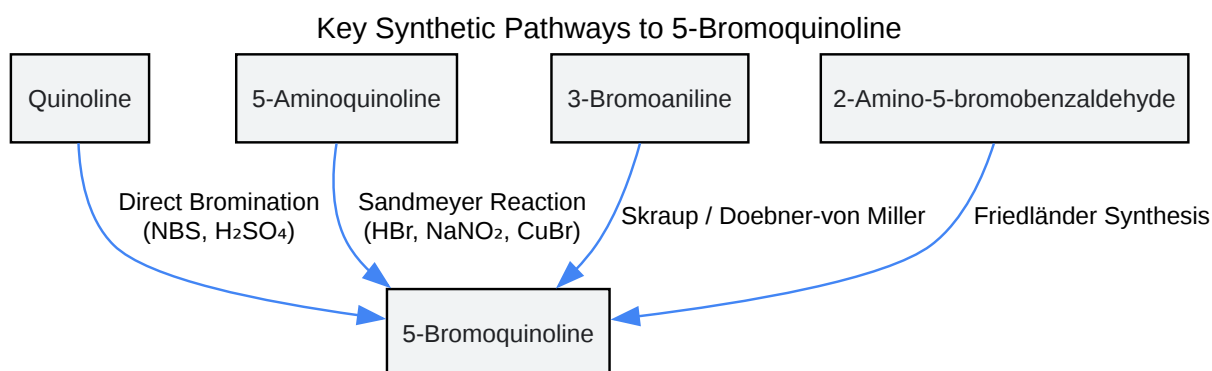 Key Synthetic Pathways to 5-Bromoquinoline
Quinoline
5-Aminoquinoline
3-Bromoaniline
2-Amino-5-bromobenzaldehyde
Direct Bromination
(NBS, H₂SO₄)
Sandmeyer Reaction
(HBr, NaNO₂, CuBr)
Skraup / Doebner-von Miller
Friedländer Synthesis
5-Bromoquinoline